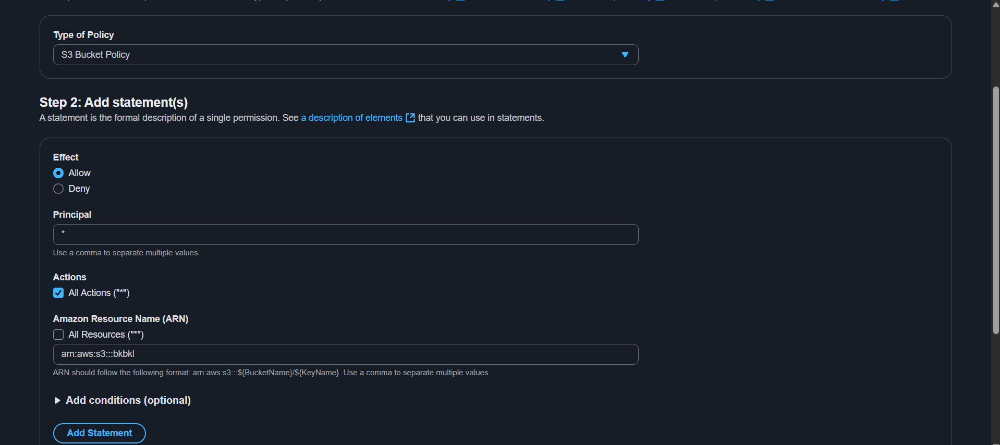 Type of Policy
S3 Bucket Policy
Step 2: Add statement(s)
A statement is the formal description of a single permission. See a description of elements that you can use in statements.
Effect
Allow
Deny
Principal
*
Use a comma to separate multiple values.
Actions
All Actions ("*")
Amazon Resource Name (ARN)
All Resources ("*")
arn:aws:s3:::bkbkl
ARN should follow the following format: arn:aws:s3:::${BucketName}/${KeyName}. Use a comma to separate multiple values.
Add conditions (optional)
Add Statement